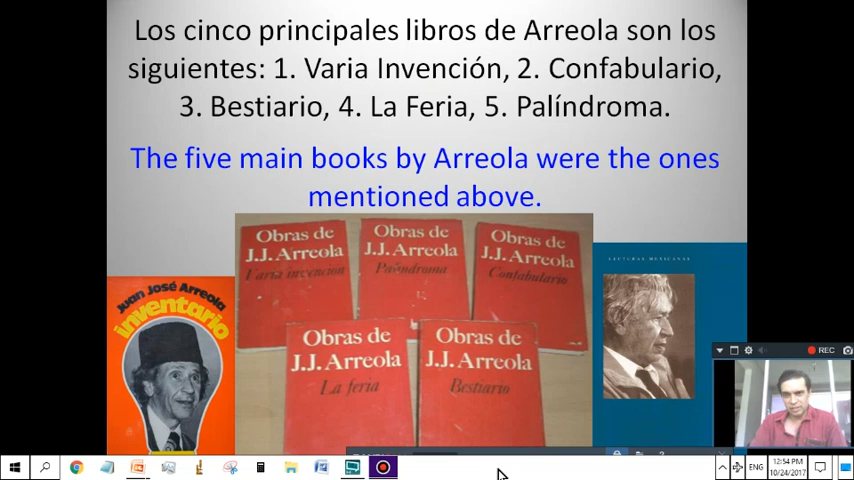 Los cinco principales libros de Arreola son los
siguientes: 1. Varia Invención, 2. Confabulario,
3. Bestiario, 4. La Feria, 5. Palíndroma.
The five main books by Arreola were the ones
mentioned above.
Obras de
J.J. Arreola
Varia invención
Obras de
J.J. Arreola
Palíndroma
Obras de
J.J. Arreola
Confabulario
Obras de
J.J. Arreola
La feria
Obras de
J.J. Arreola
Bestiario
Juan José Arreola
inventario
LECTURAS MEXICANAS
REC
ENG
12:54 PM
10/24/2017